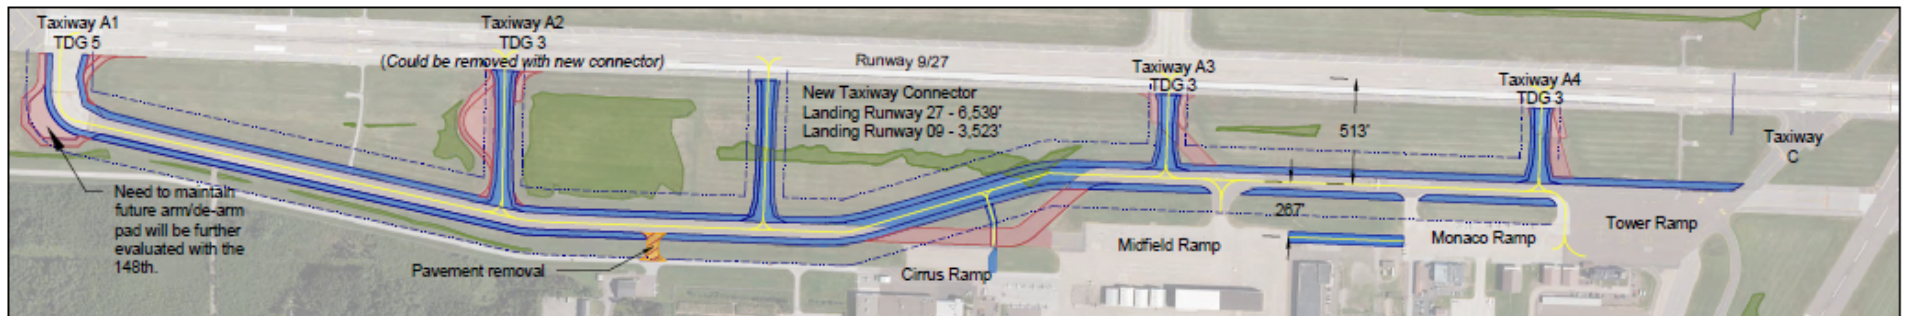 Taxiway A1
TDG 5
Taxiway A2
TDG 3
(Could be removed with new connector)
Runway 9/27
New Taxiway Connector
Landing Runway 27 - 6,539'
Landing Runway 09 - 3,523'
Taxiway A3
TDG 3
513'
Taxiway A4
TDG 3
Taxiway
C
Need to maintain
future arm/de-arm
pad will be further
evaluated with the
148th.
Pavement removal
Cirrus Ramp
Midfield Ramp
267'
Monaco Ramp
Tower Ramp